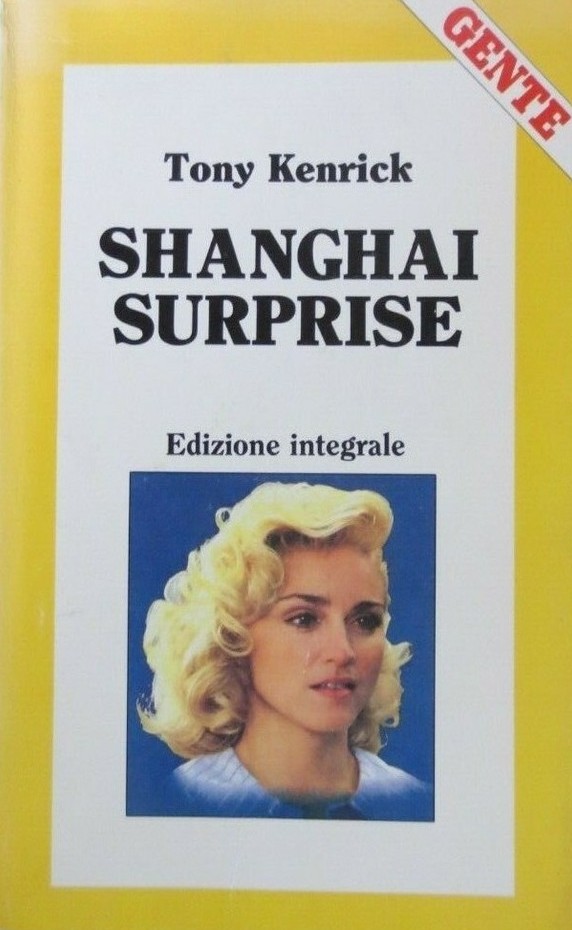 GENTE
Tony Kenrick
SHANGHAI
SURPRISE
Edizione integrale